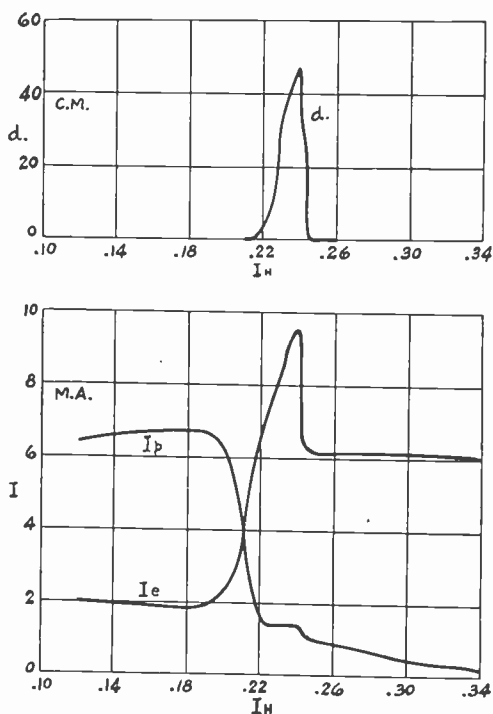 60
C.M.
40
d.
d.
20
0
.10 .14 .18 .22 .26 .30 .34
IH
10
M.A.
8
Ip
6
I
4
Ie
2
0
.10 .14 .18 .22 .26 .30 .34
IH